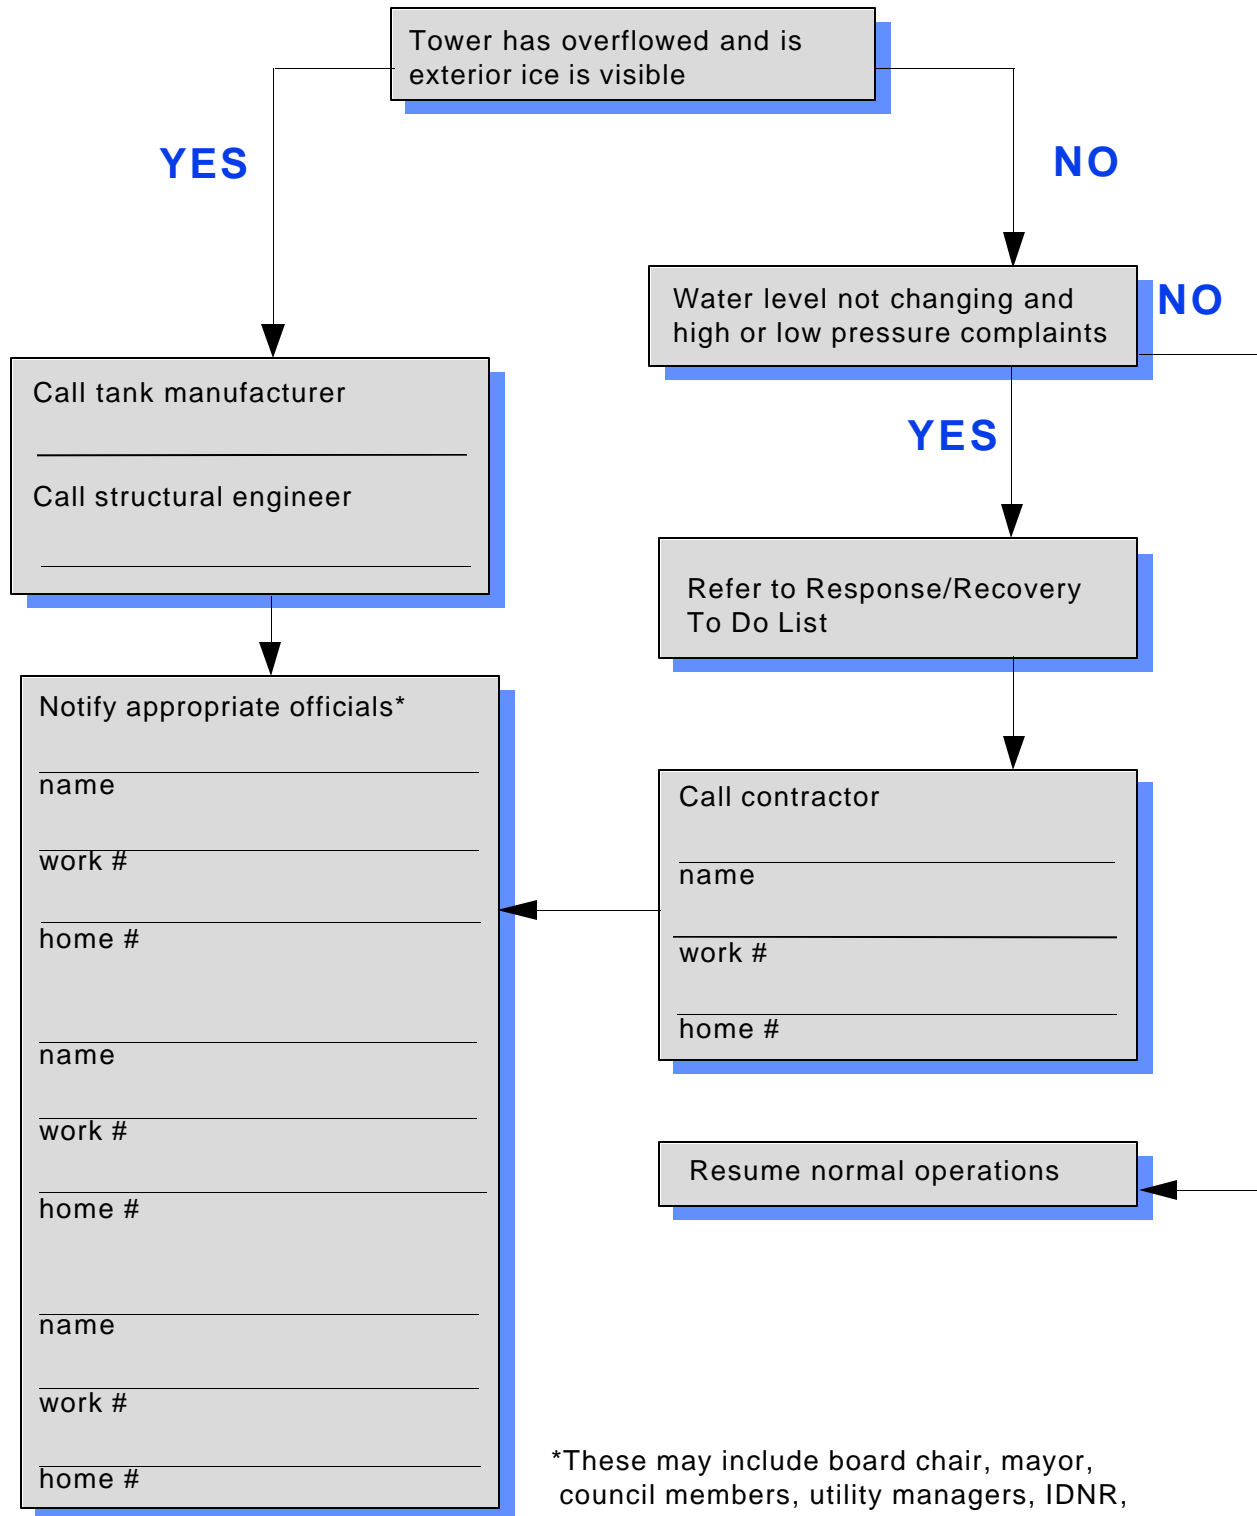 Tower has overflowed and is
exterior ice is visible
YES
NO
Water level not changing and
high or low pressure complaints
NO
YES
Call tank manufacturer
Call structural engineer
Refer to Response/Recovery
To Do List
Notify appropriate officials*
name
work #
home #
name
work #
home #
name
work #
home #
Call contractor
name
work #
home #
Resume normal operations
*These may include board chair, mayor,
council members, utility managers, IDNR,